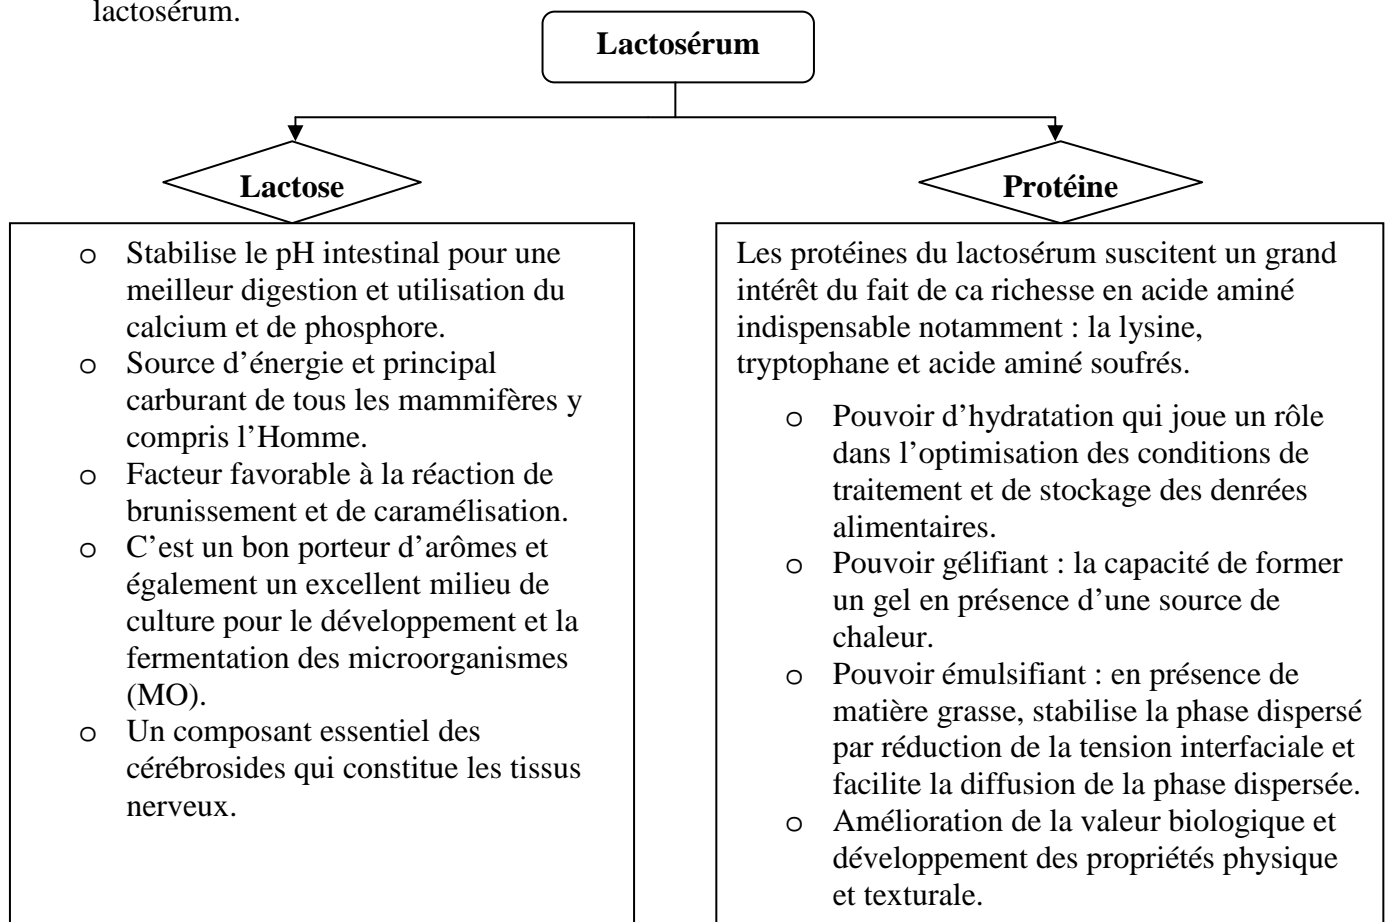 lactosérum.
Lactosérum
Lactose
Protéine
o Stabilise le pH intestinal pour une
meilleur digestion et utilisation du
calcium et de phosphore.
o Source d’énergie et principal
carburant de tous les mammifères y
compris l’Homme.
o Facteur favorable à la réaction de
brunissement et de caramélisation.
o C’est un bon porteur d’arômes et
également un excellent milieu de
culture pour le développement et la
fermentation des microorganismes
(MO).
o Un composant essentiel des
cérébrosides qui constitue les tissus
nerveux.
Les protéines du lactosérum suscitent un grand
intérêt du fait de ca richesse en acide aminé
indispensable notamment : la lysine,
tryptophane et acide aminé soufrés.
o Pouvoir d’hydratation qui joue un rôle
dans l’optimisation des conditions de
traitement et de stockage des denrées
alimentaires.
o Pouvoir gélifiant : la capacité de former
un gel en présence d’une source de
chaleur.
o Pouvoir émulsifiant : en présence de
matière grasse, stabilise la phase dispersé
par réduction de la tension interfaciale et
facilite la diffusion de la phase dispersée.
o Amélioration de la valeur biologique et
développement des propriétés physique
et texturale.